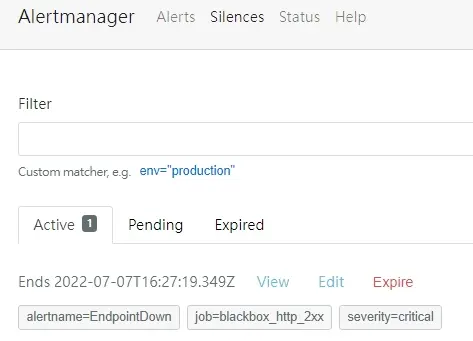 Alertmanager Alerts Silences Status Help
Filter
Custom matcher, e.g. env="production"
Active 1 Pending Expired
Ends 2022-07-07T16:27:19.349Z View Edit Expire
alertname=EndpointDown job=blackbox_http_2xx severity=critical